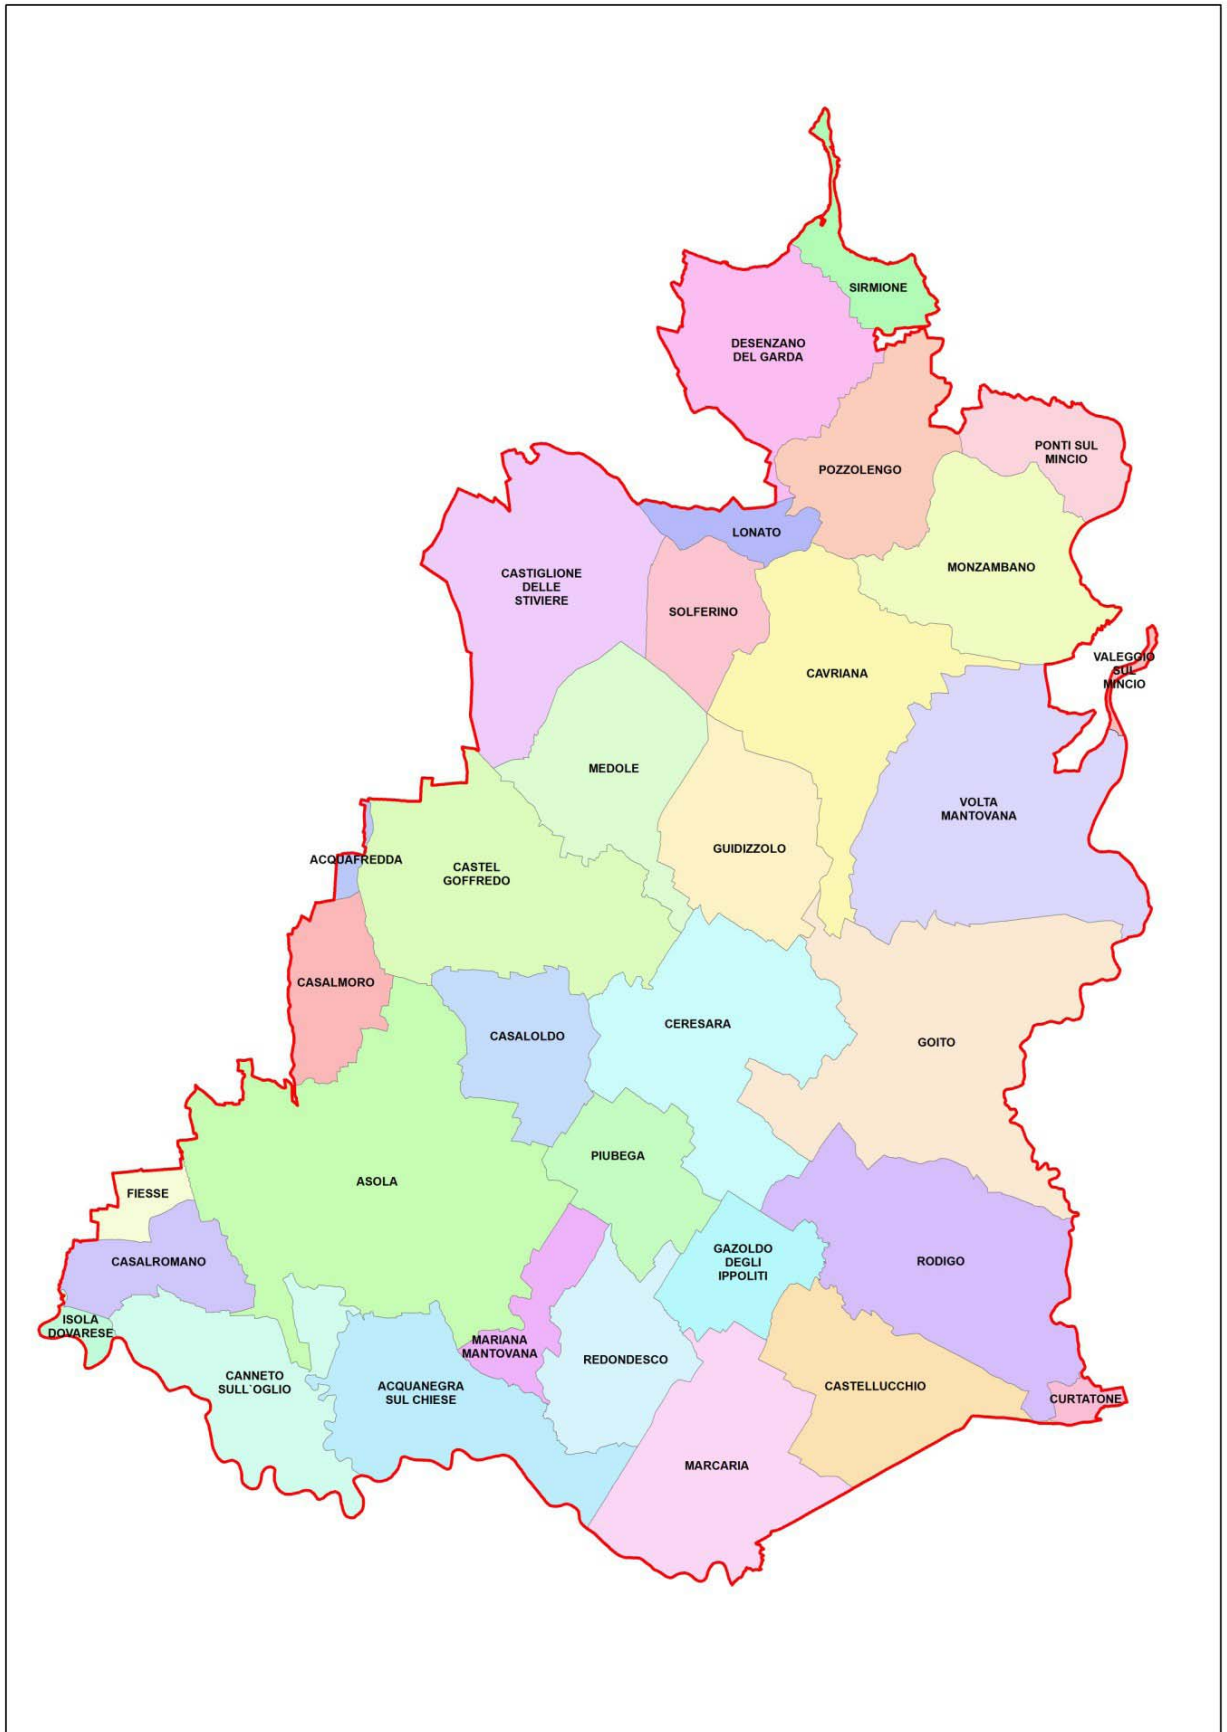 SIRMIONE
DESENZANO
DEL GARDA
PONTI SUL
MINCIO
POZZOLENGO
LONATO
MONZAMBANO
CASTIGLIONE
DELLE
STIVIERE
SOLFERINO
VALEGGIO
SUL
MINCIO
CAVRIANA
MEDOLE
VOLTA
MANTOVANA
GUIDIZZOLO
ACQUAFREDDA
CASTEL
GOFFREDO
CASALMORO
CERESARA
CASALOLDO
GOITO
PIUBEGA
ASOLA
FIESSE
GAZOLDO
DEGLI
IPPOLITI
CASALROMANO
RODIGO
ISOLA
DOVARESE
MARIANA
MANTOVANA
REDONDESCO
CANNETO
SULL`OGLIO
ACQUANEGRA
SUL CHIESE
CASTELLUCCHIO
CURTATONE
MARCARIA